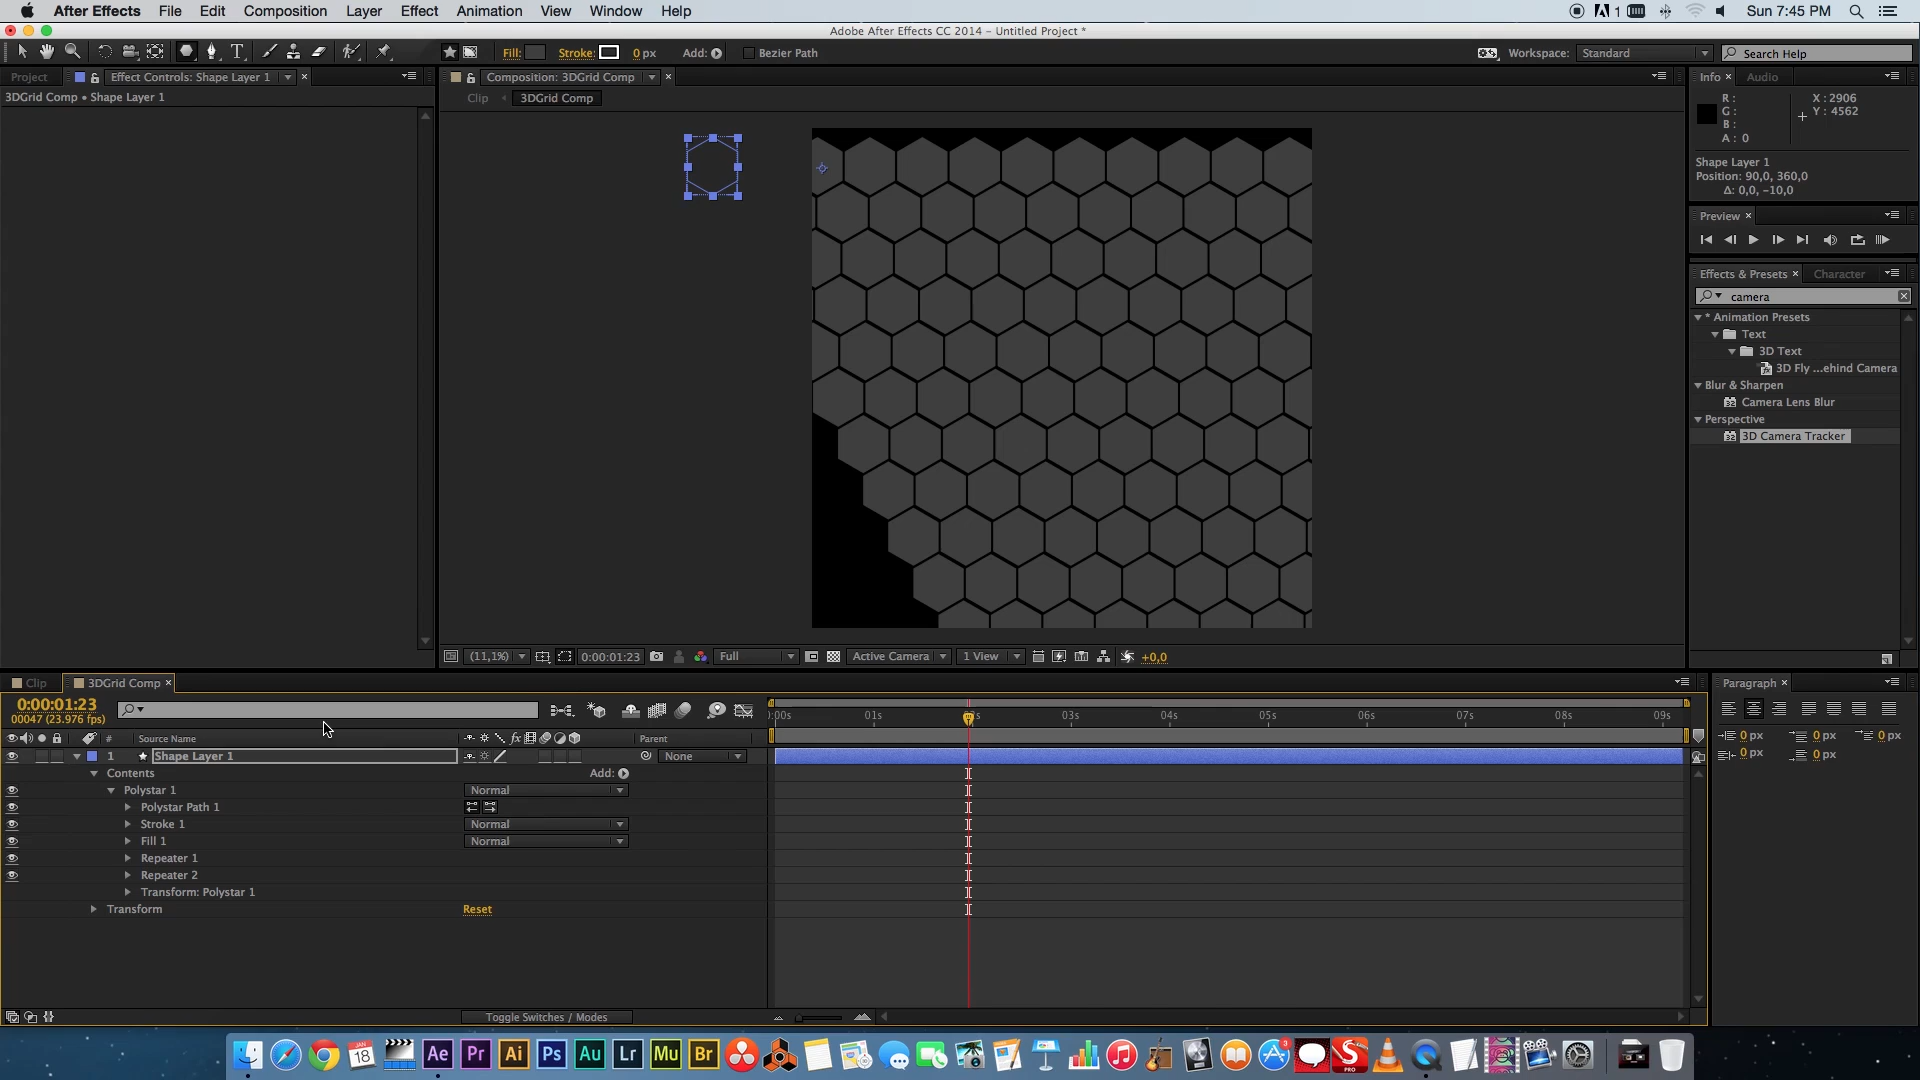 After Effects File Edit Composition Layer Effect Animation View Window Help 1 Sun 7:45 PM
Adobe After Effects CC 2014 - Untitled Project *
T Fill: Stroke: 0 px Add: Bezier Path Workspace: Standard Search Help
Project Effect Controls: Shape Layer 1 × Composition: 3DGrid Comp × Info × Audio
3DGrid Comp • Shape Layer 1 Clip 3DGrid Comp
R: X: 2906
G: Y: 4562
B:
A: 0
Shape Layer 1
Position: 90,0, 360,0
Δ: 0,0, -10,0
Preview ×
Effects & Presets × Character
camera
* Animation Presets
Text
3D Text
3D Fly ...ehind Camera
Blur & Sharpen
32 Camera Lens Blur
Perspective
32 3D Camera Tracker
(11,1%) 0:00:01:23 Full Active Camera 1 View +0,0
Clip 3DGrid Comp × Paragraph ×
0:00:01:23
00047 (23.976 fps)
:00s 01s 2s 03s 04s 05s 06s 07s 08s 09s
0 px 0 px 0 px
0 px 0 px
# Source Name fx Parent
1 Shape Layer 1 None
Contents Add:
Polystar 1 Normal
Polystar Path 1
Stroke 1 Normal
Fill 1 Normal
Repeater 1
Repeater 2
Transform: Polystar 1
Transform Reset
Toggle Switches / Modes
JAN 18 Ae Pr Ai Ps Au Lr Mu Br 3 S PRO